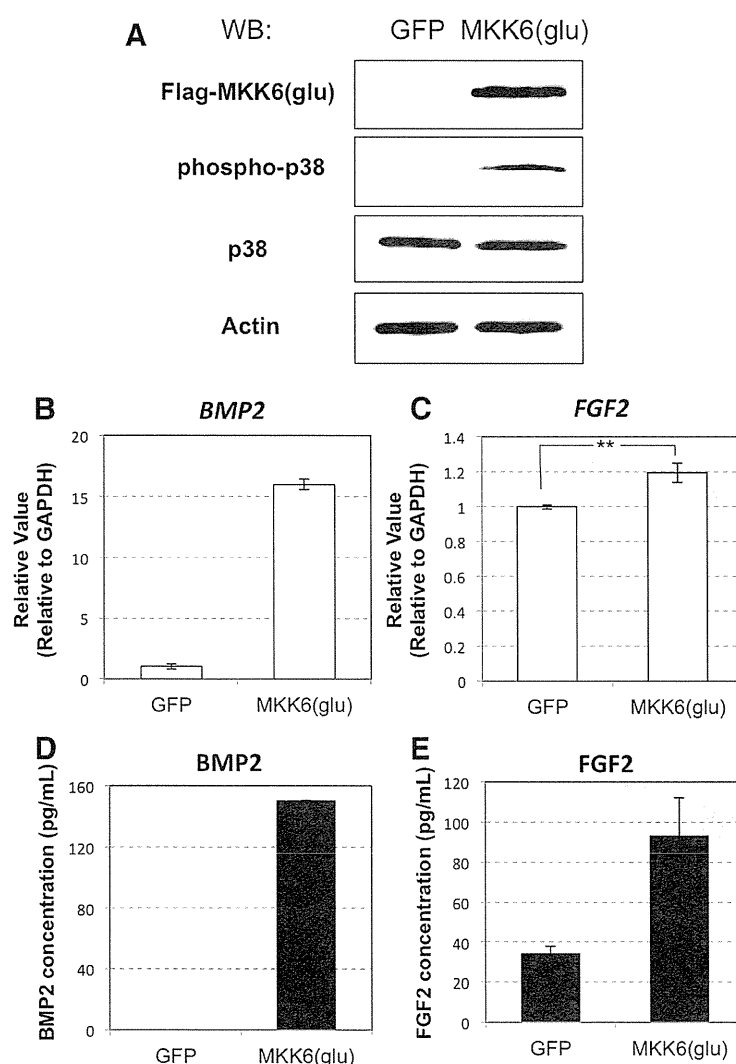 A WB: GFP MKK6(glu)
Flag-MKK6(glu)
phospho-p38
p38
Actin
B BMP2
Relative Value
(Relative to GAPDH)
20
15
10
5
0
GFP MKK6(glu)
C FGF2
Relative Value
(Relative to GAPDH)
1.4
1.2
1
0.8
0.6
0.4
0.2
0
**
GFP MKK6(glu)
D BMP2
BMP2 concentration (pg/mL)
160
120
80
40
0
GFP MKK6(glu)
E FGF2
FGF2 concentration (pg/mL)
120
100
80
60
40
20
0
GFP MKK6(glu)